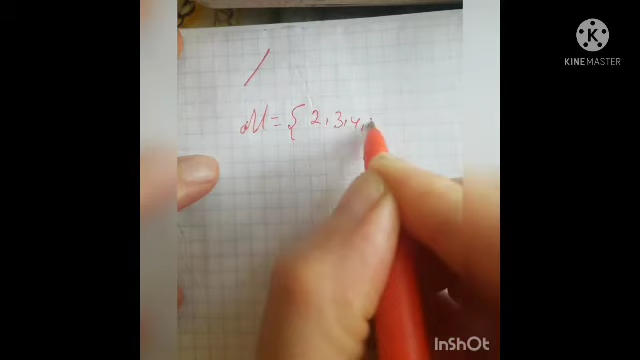 M = { 2, 3, 4,
K
KINEMASTER
InShOt